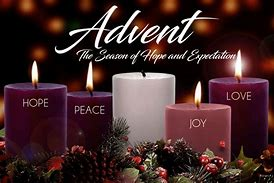 Advent
The Season of Hope and Expectation
HOPE
PEACE
JOY
LOVE